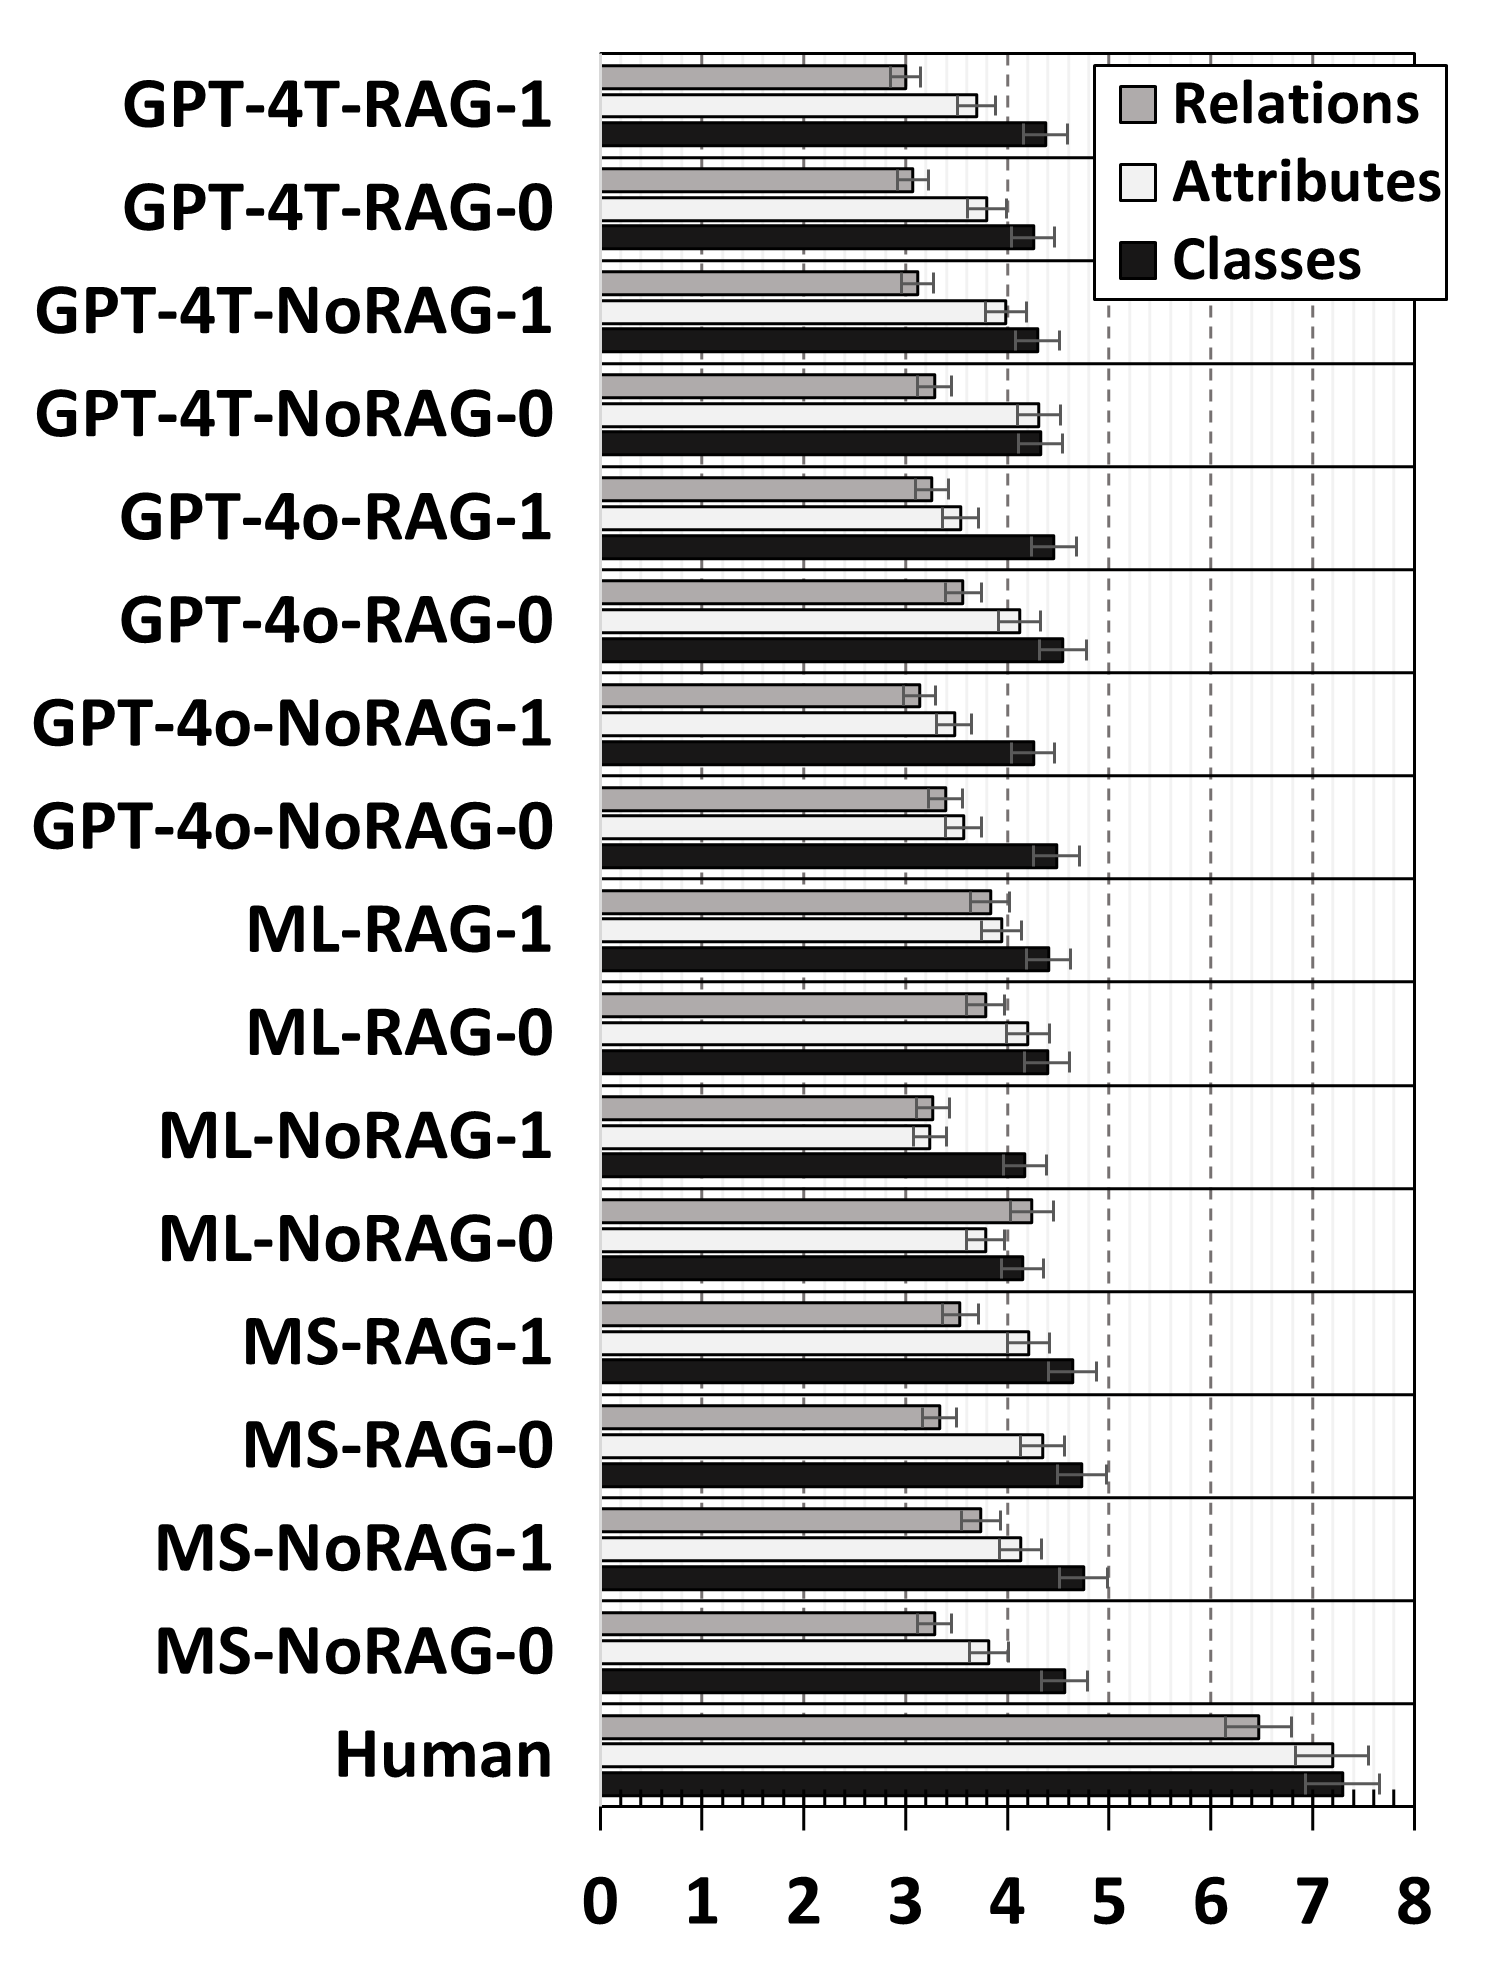 GPT-4T-RAG-1
GPT-4T-RAG-0
GPT-4T-NoRAG-1
GPT-4T-NoRAG-0
GPT-4o-RAG-1
GPT-4o-RAG-0
GPT-4o-NoRAG-1
GPT-4o-NoRAG-0
ML-RAG-1
ML-RAG-0
ML-NoRAG-1
ML-NoRAG-0
MS-RAG-1
MS-RAG-0
MS-NoRAG-1
MS-NoRAG-0
Human
Relations
Attributes
Classes
0 1 2 3 4 5 6 7 8